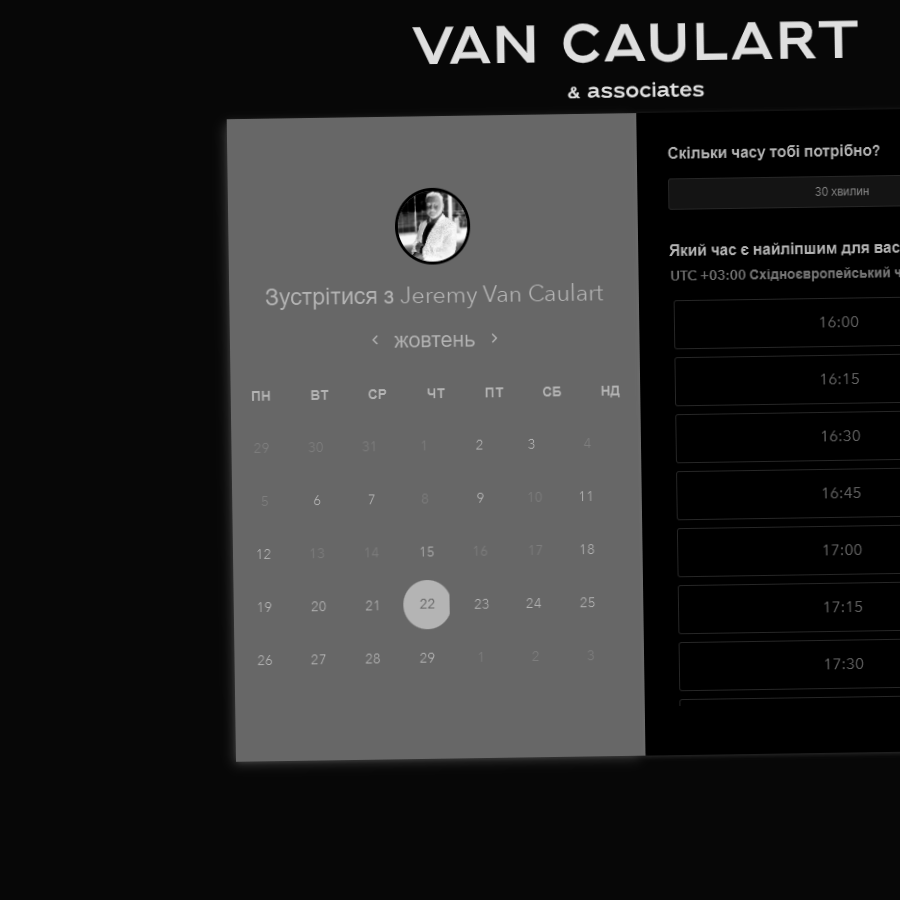 VAN CAULART
& associates
Зустрітися з Jeremy Van Caulart
‹ жовтень ›
ПН ВТ СР ЧТ ПТ СБ НД
29 30 31 1 2 3 4
5 6 7 8 9 10 11
12 13 14 15 16 17 18
19 20 21 22 23 24 25
26 27 28 29 1 2 3
Скільки часу тобі потрібно?
30 хвилин
Який час є найліпшим для вас
UTC +03:00 Східноєвропейський ч
16:00
16:15
16:30
16:45
17:00
17:15
17:30